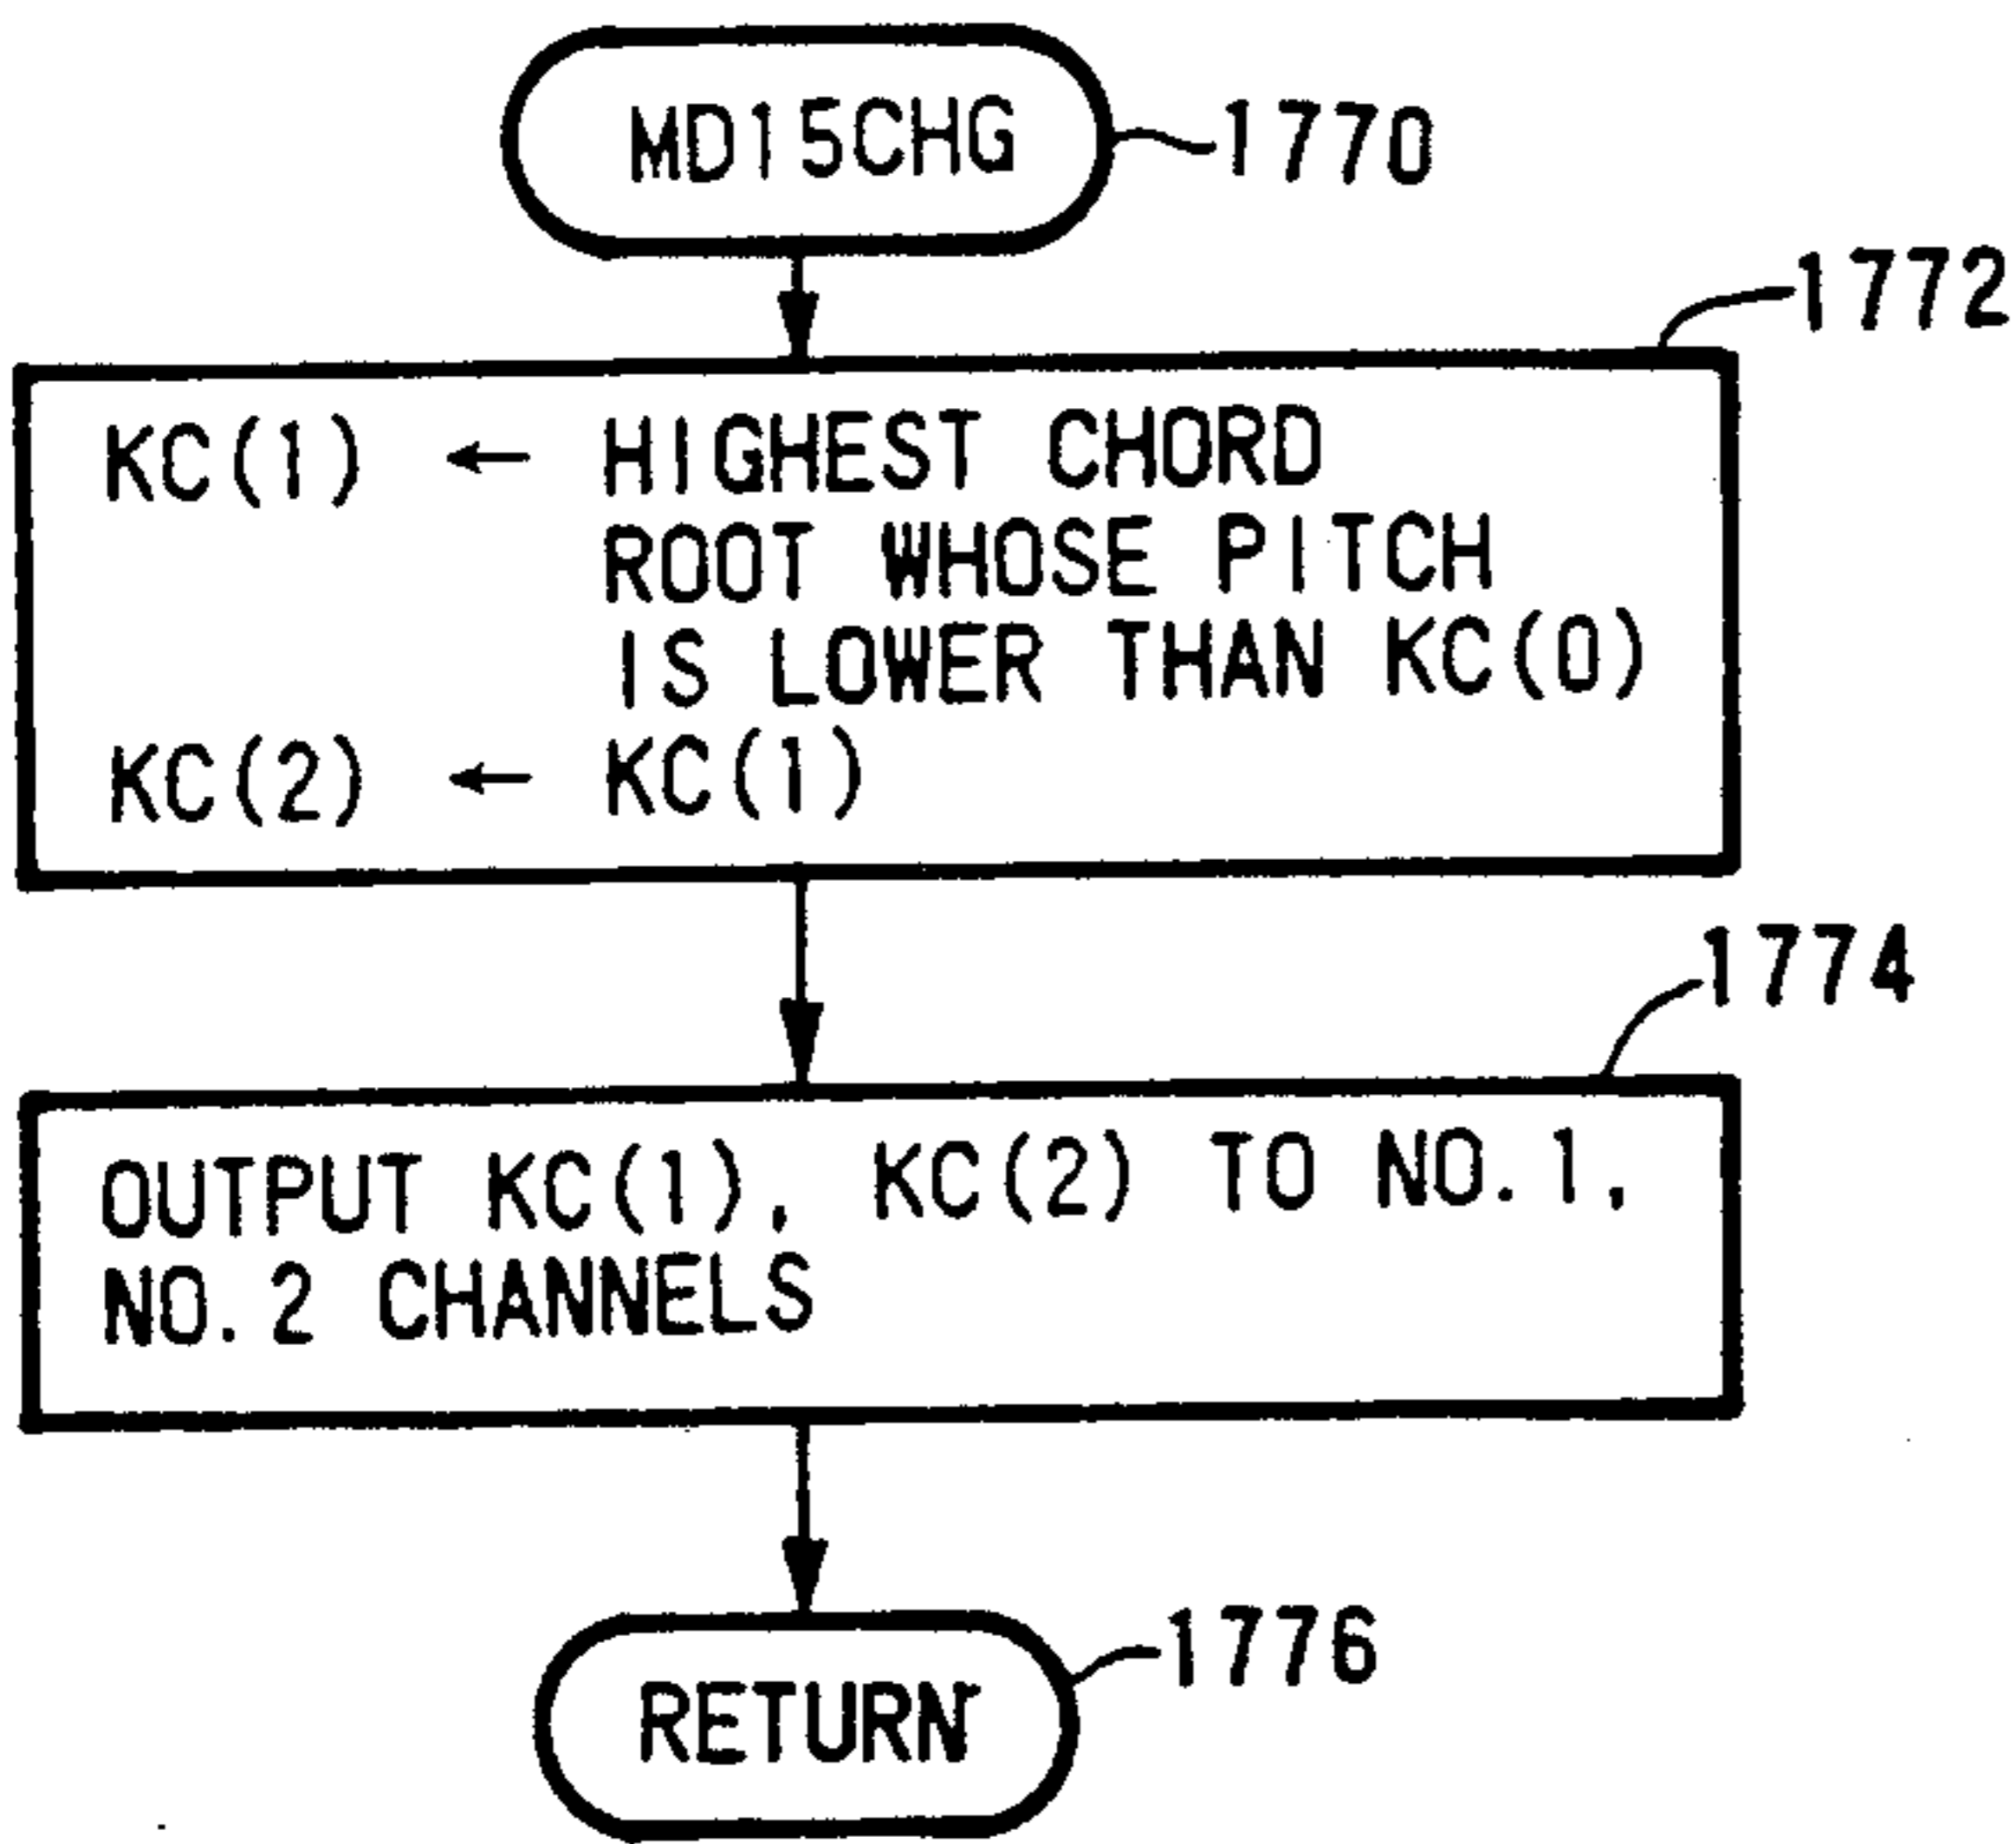 MD15CHG
1770
1772
KC(1) ← HIGHEST CHORD
ROOT WHOSE PITCH
IS LOWER THAN KC(0)
KC(2) ← KC(1)
1774
OUTPUT KC(1), KC(2) TO NO.1,
NO.2 CHANNELS
1776
RETURN